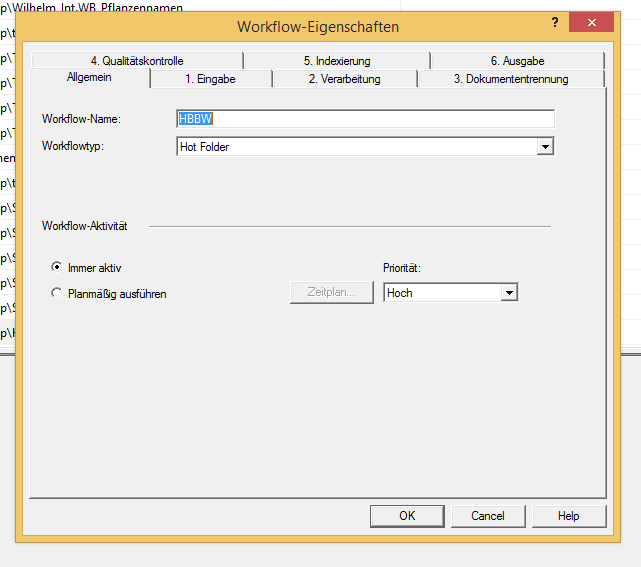 p\Wilhelm_Int.WB_Pflanzennamen
Workflow-Eigenschaften
?
p\t
4. Qualitätskontrolle
5. Indexierung
6. Ausgabe
Allgemein
1. Eingabe
2. Verarbeitung
3. Dokumententrennung
p\T
p\T
p\T
p\T
Workflow-Name:
HBBW
Workflowtyp:
Hot Folder
p\t
p\S
Workflow-Aktivität
p\S
p\S
Immer aktiv
Priorität:
p\S
Planmäßig ausführen
Zeitplan...
Hoch
p\S
p\H
OK
Cancel
Help